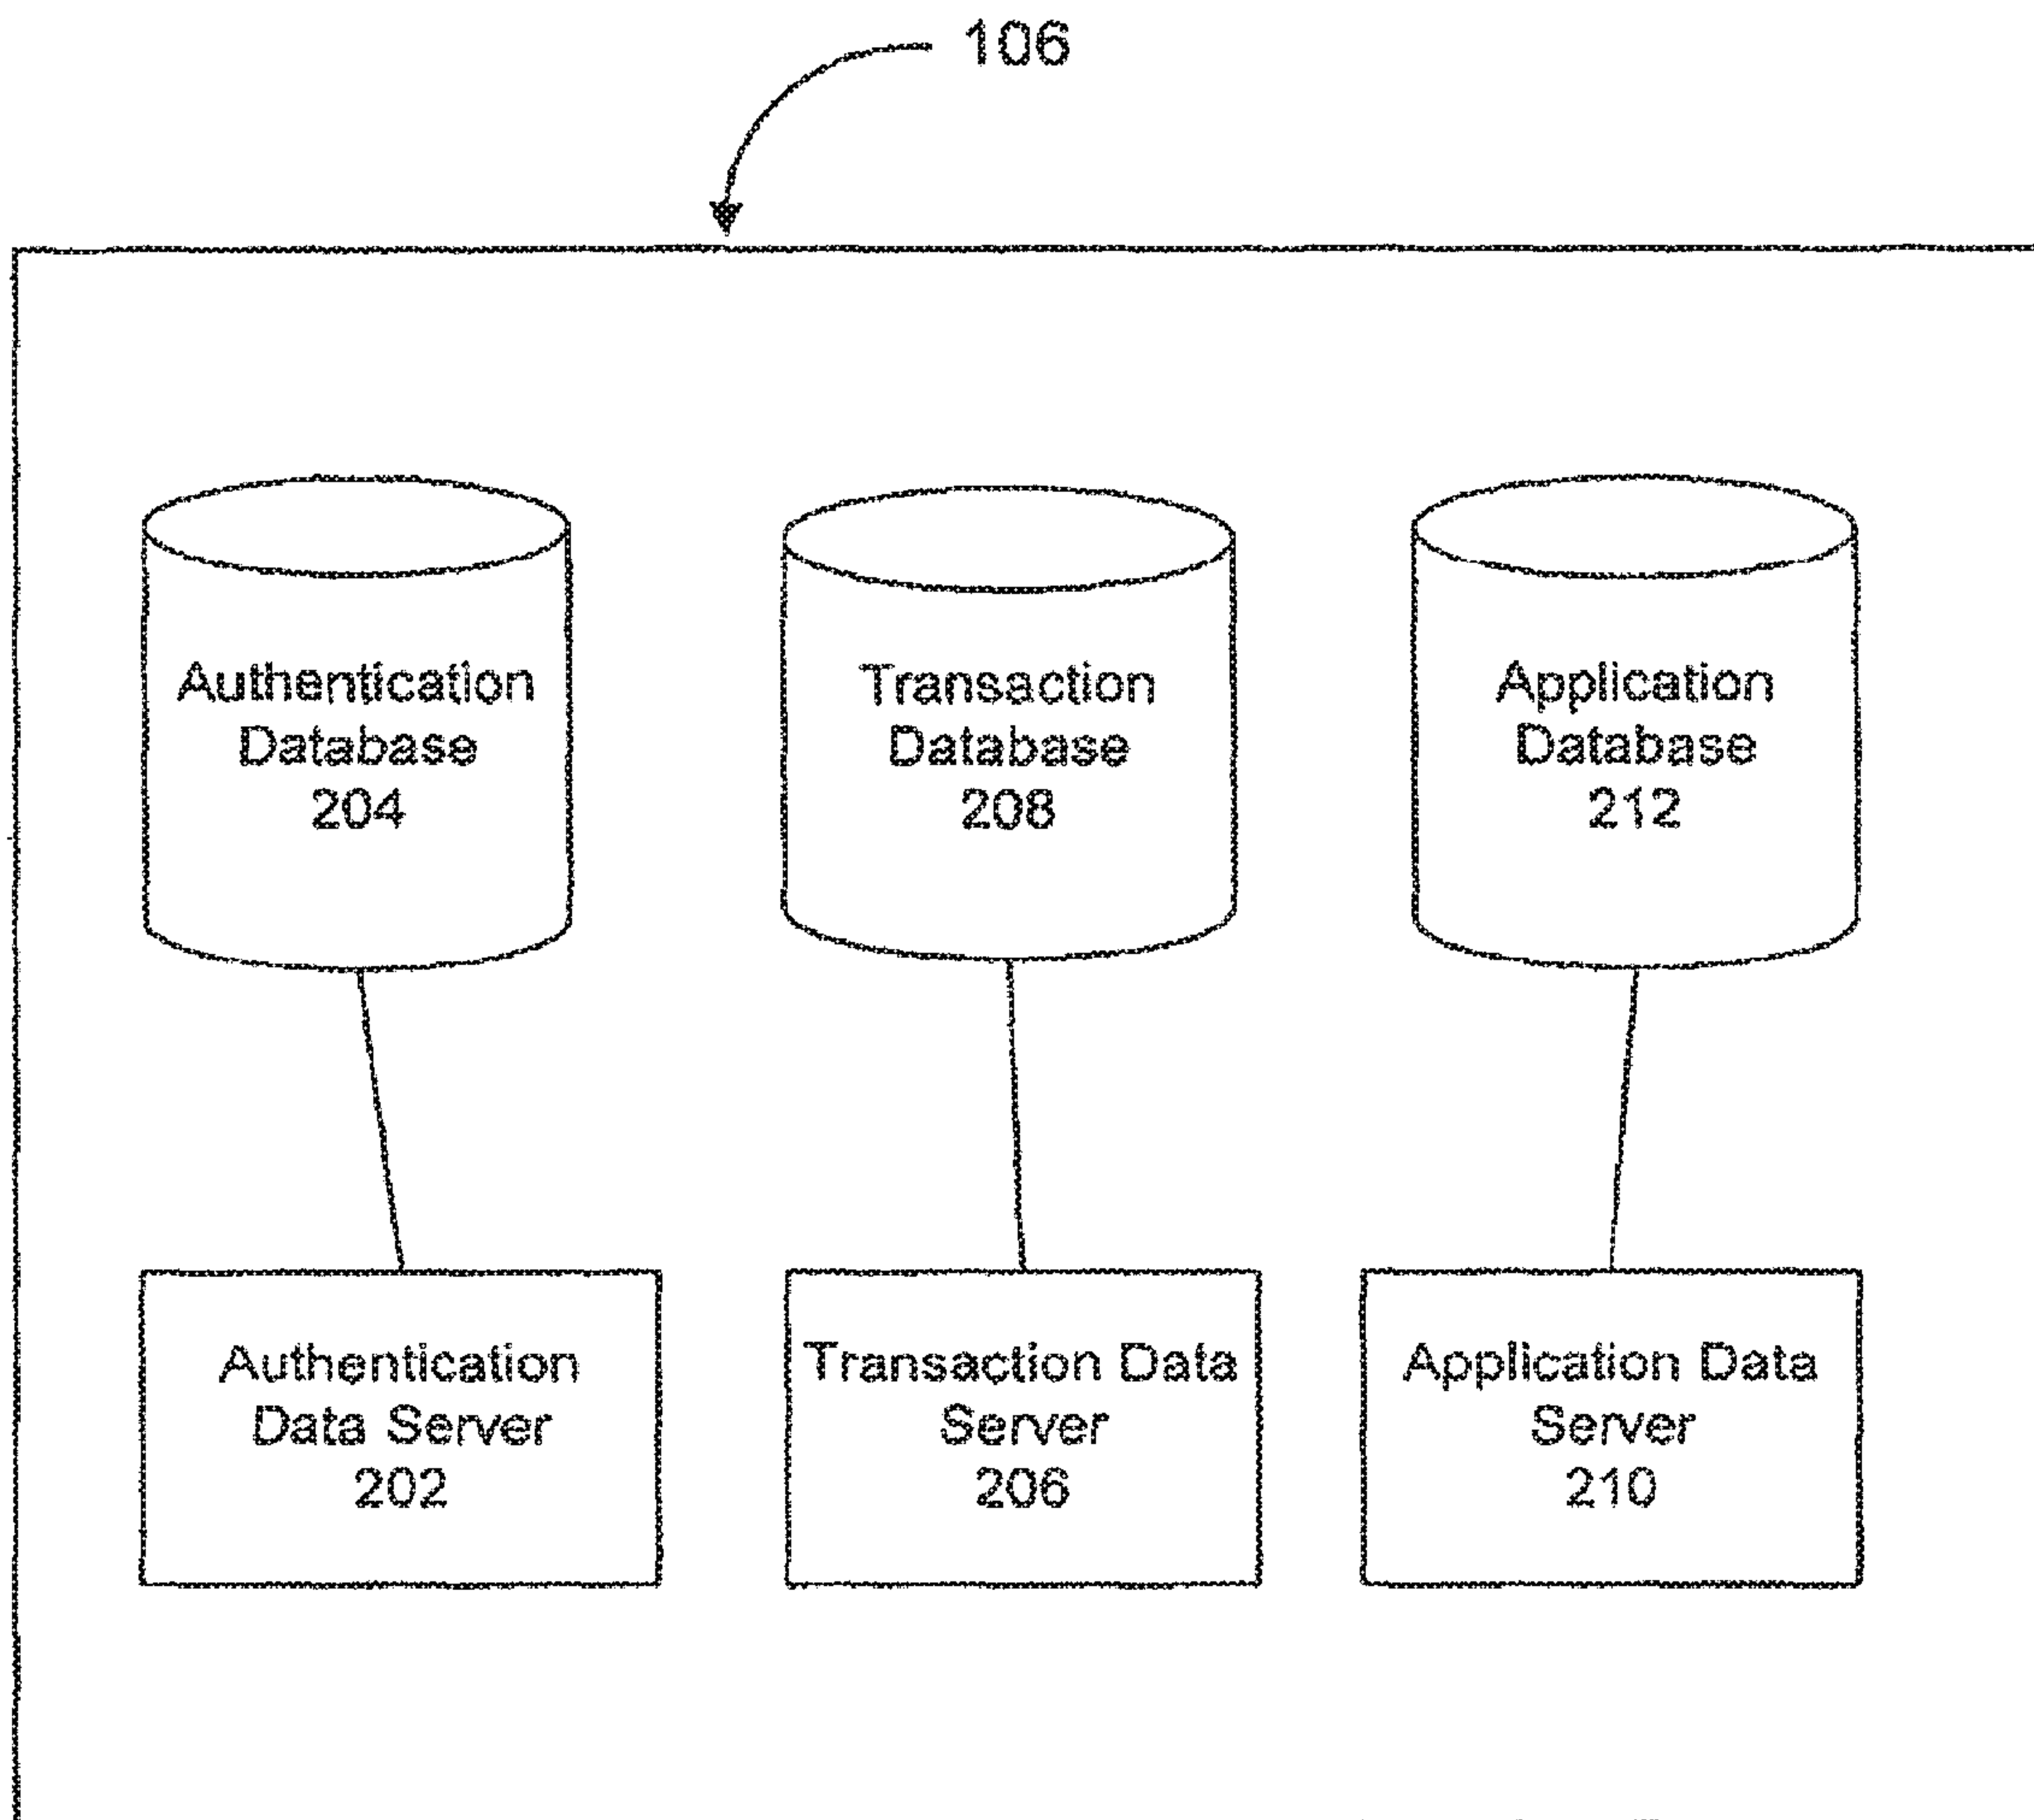 106
Authentication
Database
204
Transaction
Database
208
Application
Database
212
Authentication
Data Server
202
Transaction Data
Server
206
Application Data
Server
210